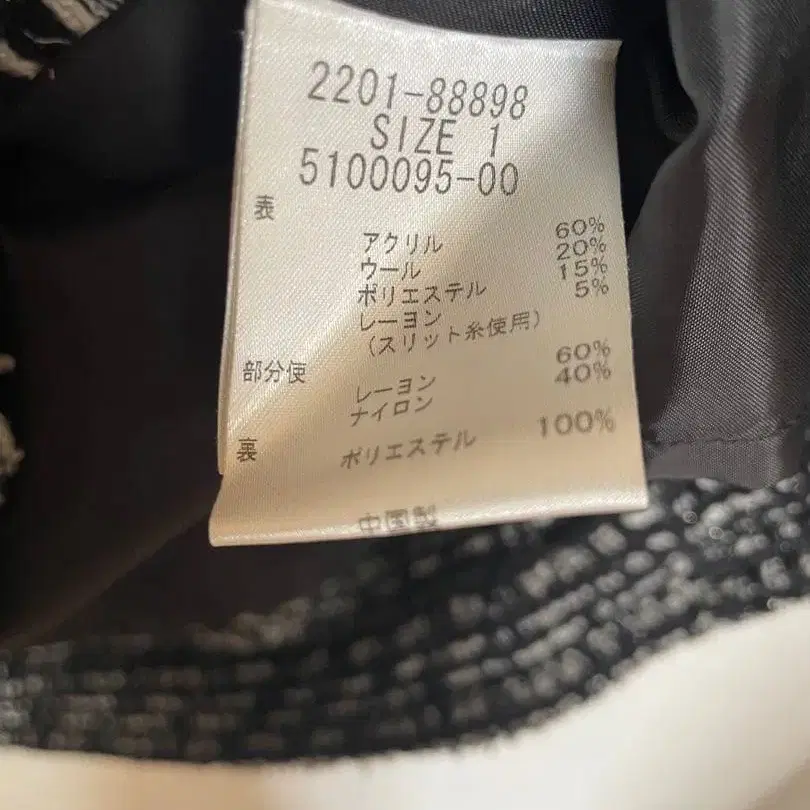 2201-88898
SIZE 1
5100095-00
表
アクリル 60%
ウール 20%
ポリエステル 15%
レーヨン 5%
(スリット糸使用)
部分使
レーヨン 60%
ナイロン 40%
裏
ポリエステル 100%
中国製